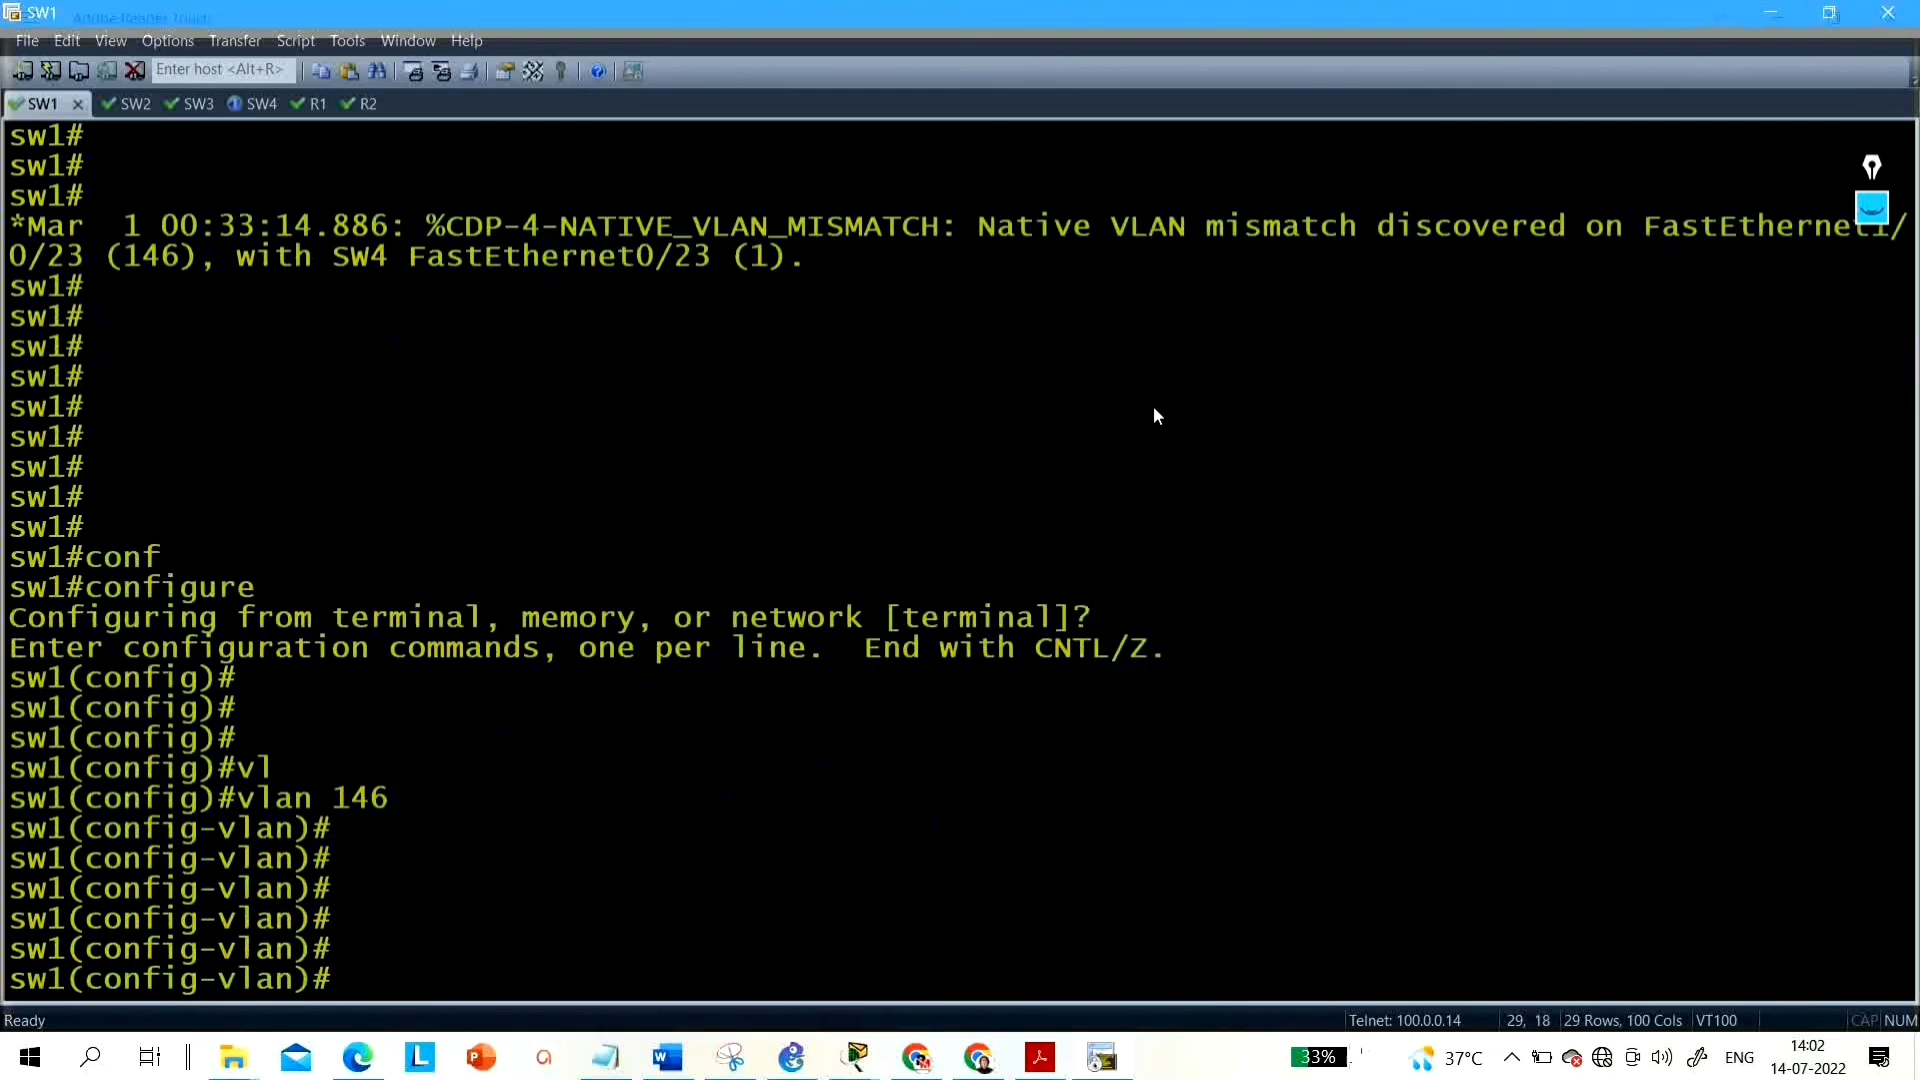 SW1
Adobe Reader Touch
File Edit View Options Transfer Script Tools Window Help
Enter host <Alt+R>
SW1 SW2 SW3 SW4 R1 R2
sw1#
sw1#
sw1#
*Mar  1 00:33:14.886: %CDP-4-NATIVE_VLAN_MISMATCH: Native VLAN mismatch discovered on FastEthernet1/
0/23 (146), with SW4 FastEthernet0/23 (1).
sw1#
sw1#
sw1#
sw1#
sw1#
sw1#
sw1#
sw1#
sw1#
sw1#conf
sw1#configure
Configuring from terminal, memory, or network [terminal]?
Enter configuration commands, one per line.  End with CNTL/Z.
sw1(config)#
sw1(config)#
sw1(config)#
sw1(config)#vl
sw1(config)#vlan 146
sw1(config-vlan)#
sw1(config-vlan)#
sw1(config-vlan)#
sw1(config-vlan)#
sw1(config-vlan)#
sw1(config-vlan)#
Ready Telnet: 100.0.0.14 29, 18 29 Rows, 100 Cols VT100 CAP NUM
33% 37°C ENG 14:02
14-07-2022